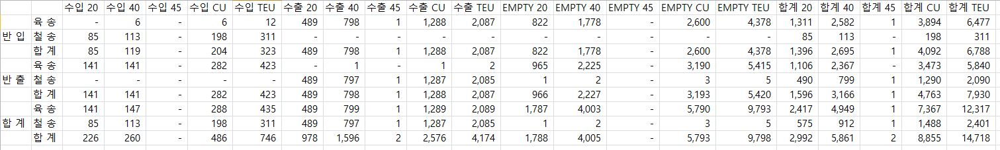 수입 20 수입 40 수입 45 수입 CU 수입 TEU 수출 20 수출 40 수출 45 수출 CU 수출 TEU EMPTY 20 EMPTY 40 EMPTY 45 EMPTY CU EMPTY TEU 합계 20 합계 40 합계 45 합계 CU 합계 TEU
육 송 - 6 - 6 12 489 798 1 1,288 2,087 822 1,778 - 2,600 4,378 1,311 2,582 1 3,894 6,477
반 입 철 송 85 113 - 198 311 - - - - - - - - - - 85 113 - 198 311
합 계 85 119 - 204 323 489 798 1 1,288 2,087 822 1,778 - 2,600 4,378 1,396 2,695 1 4,092 6,788
육 송 141 141 - 282 423 - 1 - 1 2 965 2,225 - 3,190 5,415 1,106 2,367 - 3,473 5,840
반 출 철 송 - - - - - 489 797 1 1,287 2,085 1 2 - 3 5 490 799 1 1,290 2,090
합 계 141 141 - 282 423 489 798 1 1,288 2,087 966 2,227 - 3,193 5,420 1,596 3,166 1 4,763 7,930
육 송 141 147 - 288 435 489 799 1 1,289 2,089 1,787 4,003 - 5,790 9,793 2,417 4,949 1 7,367 12,317
합 계 철 송 85 113 - 198 311 489 797 1 1,287 2,085 1 2 - 3 5 575 912 1 1,488 2,401
합 계 226 260 - 486 746 978 1,596 2 2,576 4,174 1,788 4,005 - 5,793 9,798 2,992 5,861 2 8,855 14,718